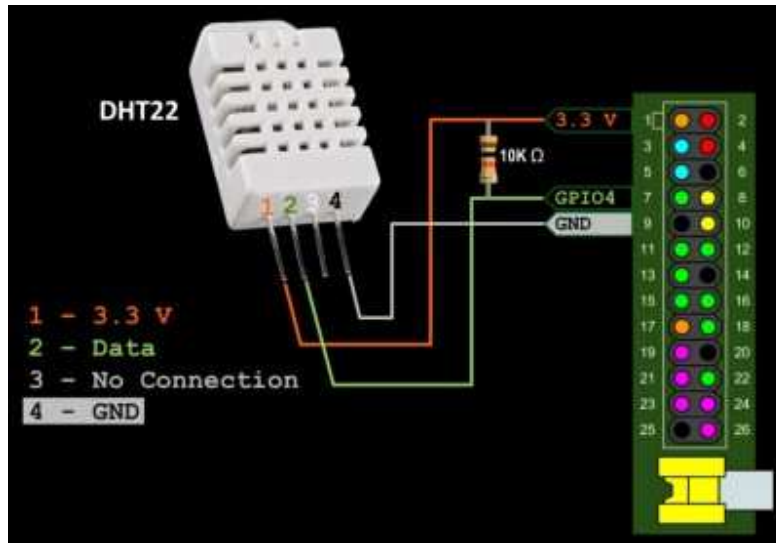 DHT22
1 2 3 4
10K Ω
3.3 V
GPIO4
GND
1 - 3.3 V
2 - Data
3 - No Connection
4 - GND
1 2
3 4
5 6
7 8
9 10
11 12
13 14
15 16
17 18
19 20
21 22
23 24
25 26